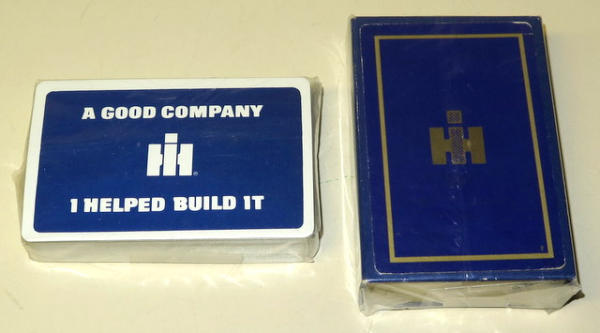 A GOOD COMPANY
IH
®
I HELPED BUILD IT
IH